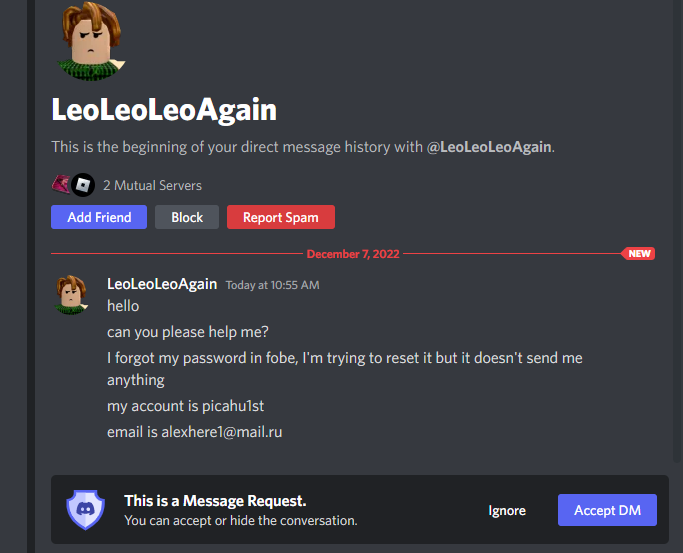 LeoLeoLeoAgain
This is the beginning of your direct message history with @LeoLeoLeoAgain.
2 Mutual Servers
Add Friend Block Report Spam
December 7, 2022 NEW
LeoLeoLeoAgain Today at 10:55 AM
hello
can you please help me?
I forgot my password in fobe, I'm trying to reset it but it doesn't send me
anything
my account is picahu1st
email is alexhere1@mail.ru
This is a Message Request.
You can accept or hide the conversation.
Ignore Accept DM